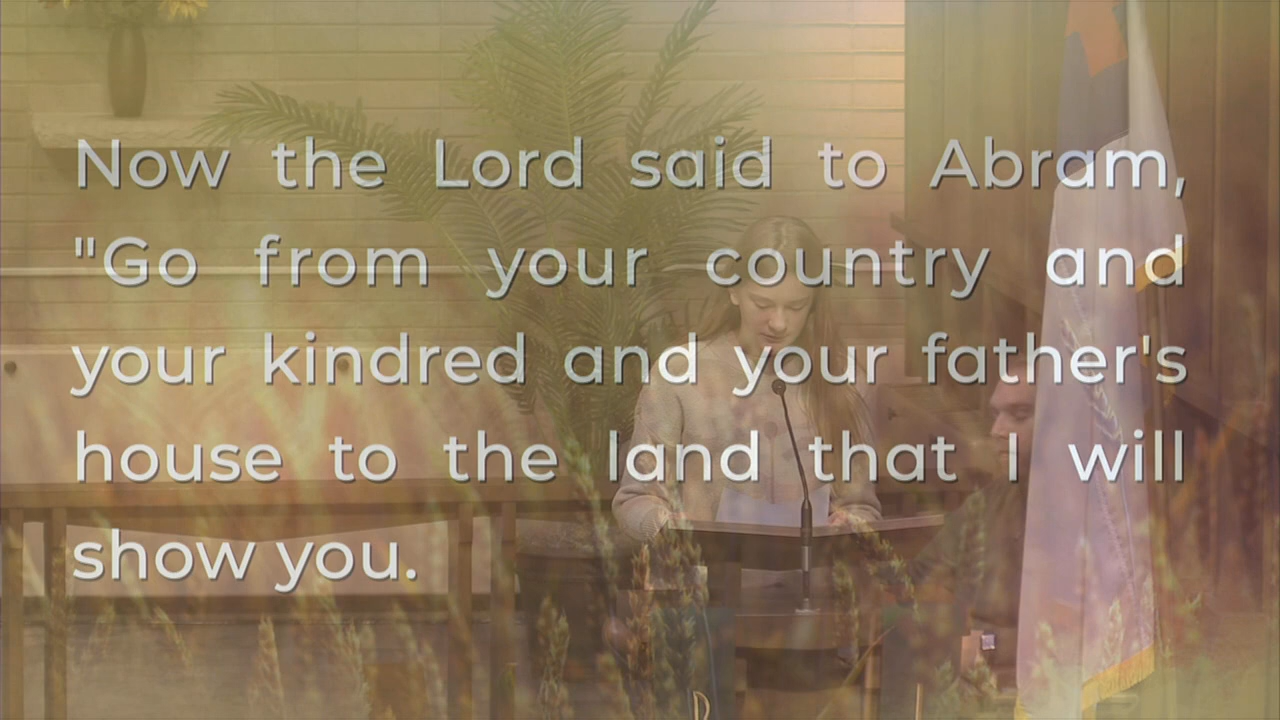 Now the Lord said to Abram,
"Go from your country and
your kindred and your father's
house to the land that I will
show you.